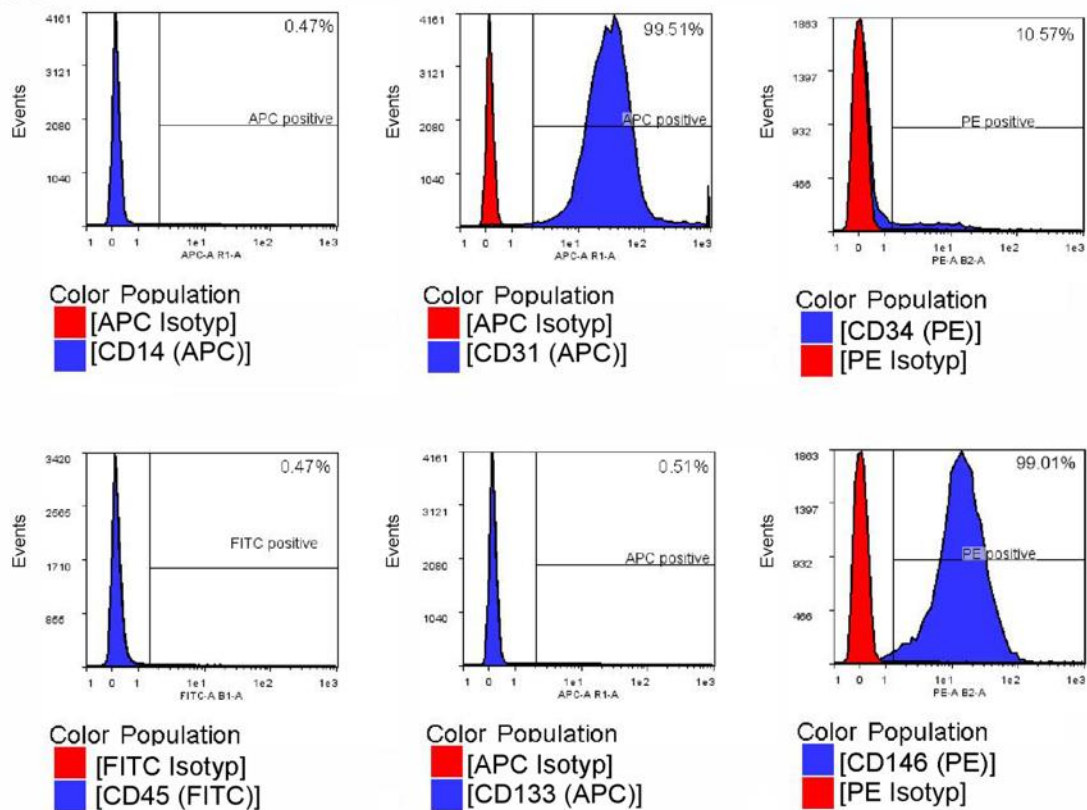 4161
0.47%
3121
Events
2080
APC positive
1040
1 0 1 1e1 1e2 1e3
APC-A R1-A
Color Population
[APC Isotyp]
[CD14 (APC)]
4161
99.51%
3121
Events
2080
APC positive
1040
1 0 1 1e1 1e2 1e3
APC-A R1-A
Color Population
[APC Isotyp]
[CD31 (APC)]
1863
10.57%
1397
Events
932
PE positive
466
1 0 1 1e1 1e2 1e3
PE-A B2-A
Color Population
[CD34 (PE)]
[PE Isotyp]
3420
0.47%
2565
Events
FITC positive
1710
866
1 0 1 1e1 1e2 1e3
FITC-A B1-A
Color Population
[FITC Isotyp]
[CD45 (FITC)]
4161
0.51%
3121
Events
2080
APC positive
1040
1 0 1 1e1 1e2 1e3
APC-A R1-A
Color Population
[APC Isotyp]
[CD133 (APC)]
1863
99.01%
1397
Events
932
PE positive
466
1 0 1 1e1 1e2 1e3
PE-A B2-A
Color Population
[CD146 (PE)]
[PE Isotyp]